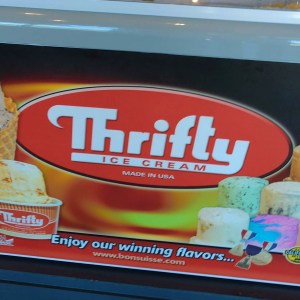 Thrifty
ICE CREAM
MADE IN USA
Thrifty
Enjoy our winning flavors...
www.bonsuisse.com